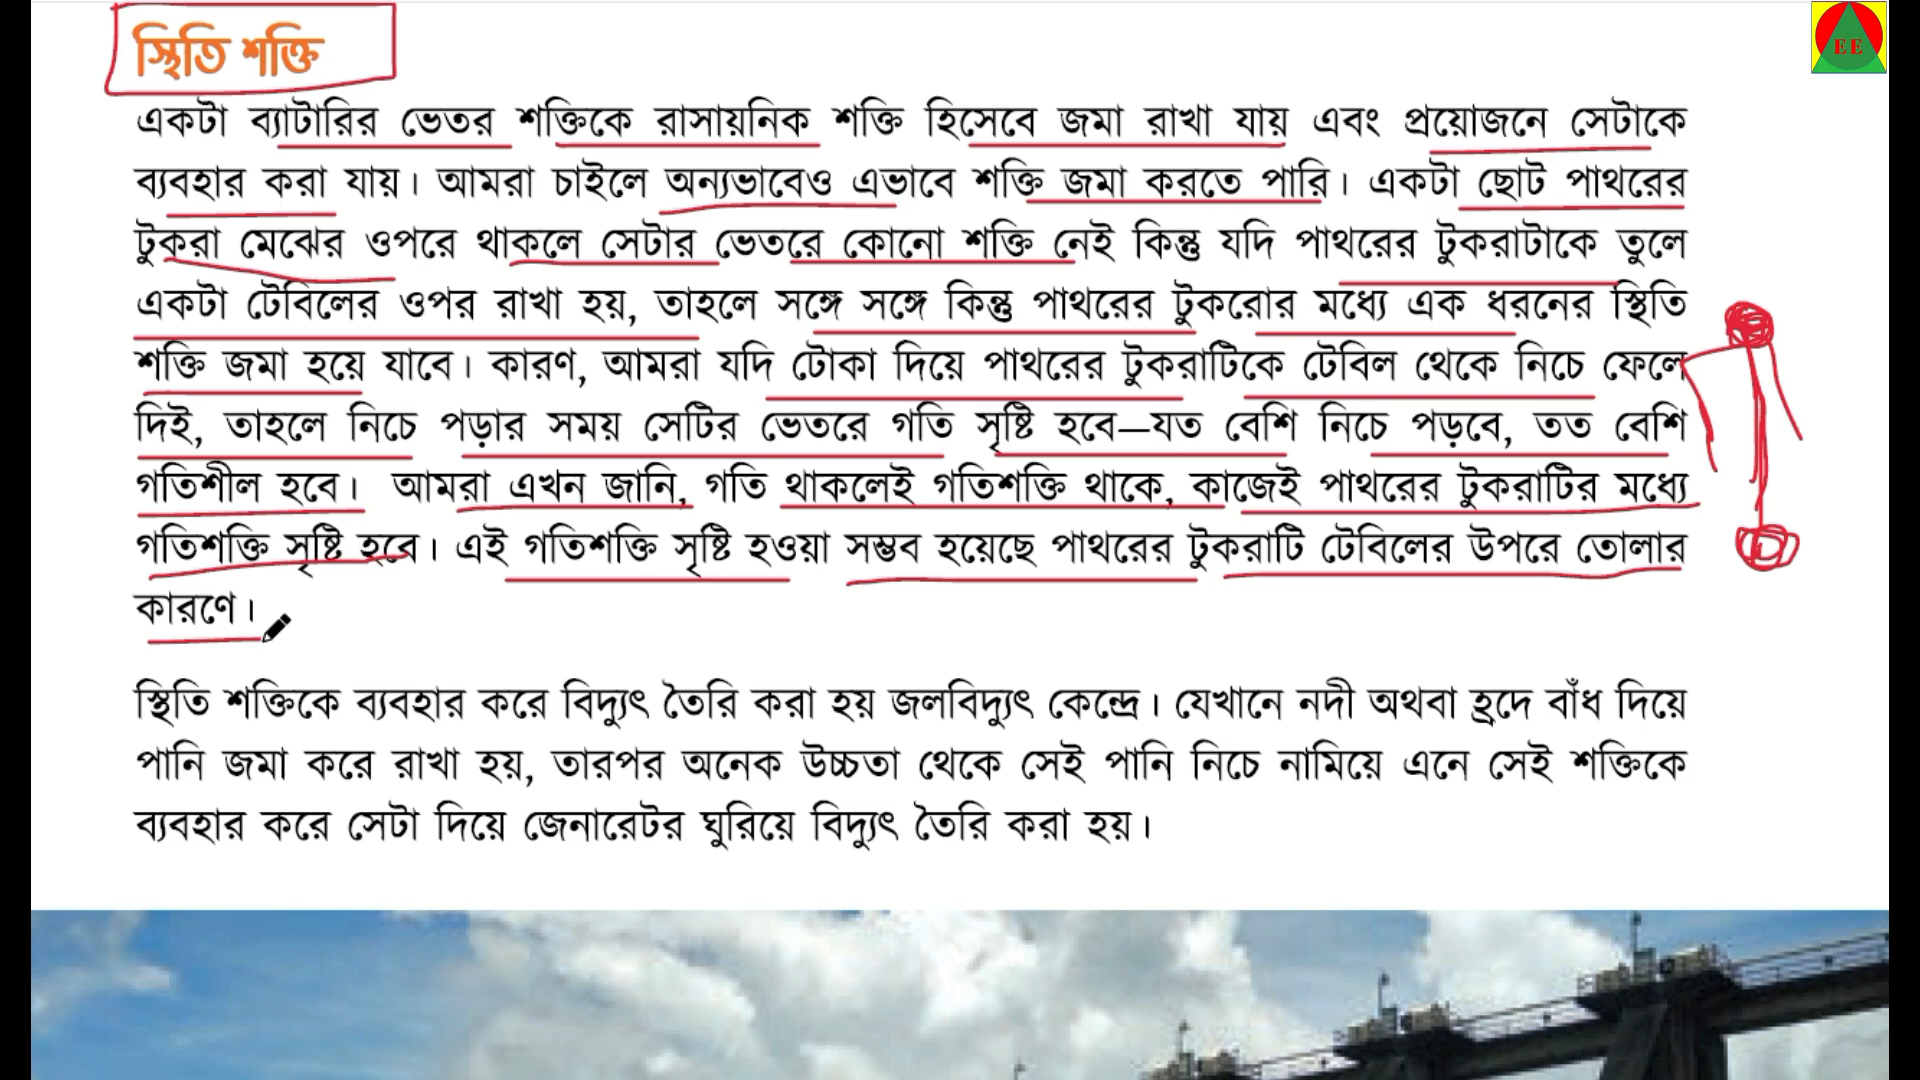 EE
স্থিতি শক্তি
একটা ব্যাটারির ভেতর শক্তিকে রাসায়নিক শক্তি হিসেবে জমা রাখা যায় এবং প্রয়োজনে সেটাকে
ব্যবহার করা যায়। আমরা চাইলে অন্যভাবেও এভাবে শক্তি জমা করতে পারি। একটা ছোট পাথরের
টুকরা মেঝের ওপরে থাকলে সেটার ভেতরে কোনো শক্তি নেই কিন্তু যদি পাথরের টুকরাটাকে তুলে
একটা টেবিলের ওপর রাখা হয়, তাহলে সঙ্গে সঙ্গে কিন্তু পাথরের টুকরোর মধ্যে এক ধরনের স্থিতি
শক্তি জমা হয়ে যাবে। কারণ, আমরা যদি টোকা দিয়ে পাথরের টুকরাটিকে টেবিল থেকে নিচে ফেলে
দিই, তাহলে নিচে পড়ার সময় সেটির ভেতরে গতি সৃষ্টি হবে—যত বেশি নিচে পড়বে, তত বেশি
গতিশীল হবে। আমরা এখন জানি, গতি থাকলেই গতিশক্তি থাকে, কাজেই পাথরের টুকরাটির মধ্যে
গতিশক্তি সৃষ্টি হবে। এই গতিশক্তি সৃষ্টি হওয়া সম্ভব হয়েছে পাথরের টুকরাটি টেবিলের উপরে তোলার
কারণে।
স্থিতি শক্তিকে ব্যবহার করে বিদ্যুৎ তৈরি করা হয় জলবিদ্যুৎ কেন্দ্রে। যেখানে নদী অথবা হ্রদে বাঁধ দিয়ে
পানি জমা করে রাখা হয়, তারপর অনেক উচ্চতা থেকে সেই পানি নিচে নামিয়ে এনে সেই শক্তিকে
ব্যবহার করে সেটা দিয়ে জেনারেটর ঘুরিয়ে বিদ্যুৎ তৈরি করা হয়।